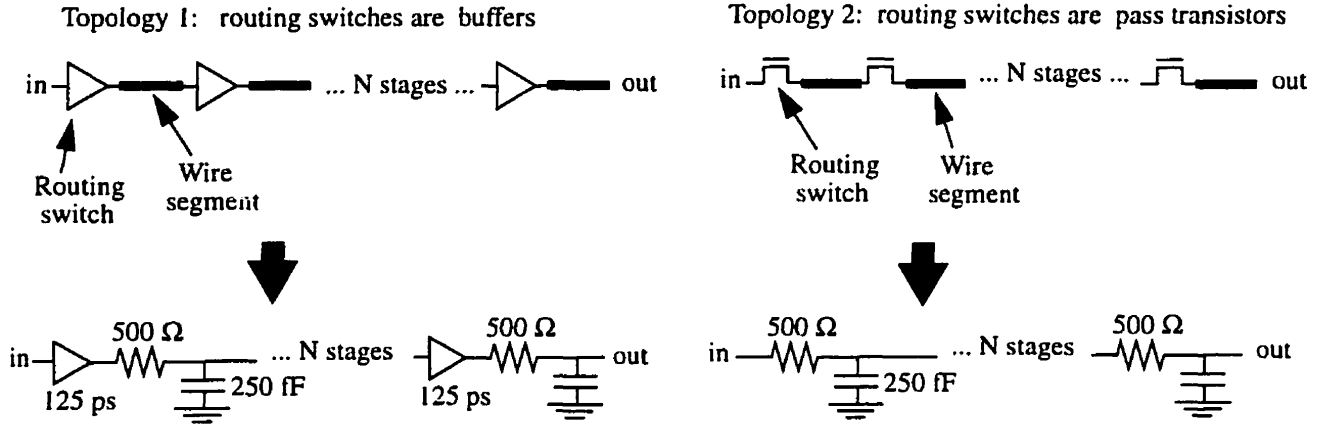 Topology 1: routing switches are buffers
in
... N stages ...
out
Routing
switch
Wire
segment
500 Ω
500 Ω
in
... N stages
out
125 ps
250 fF
125 ps
Topology 2: routing switches are pass transistors
in
... N stages ...
out
Routing
switch
Wire
segment
500 Ω
500 Ω
in
... N stages
out
250 fF